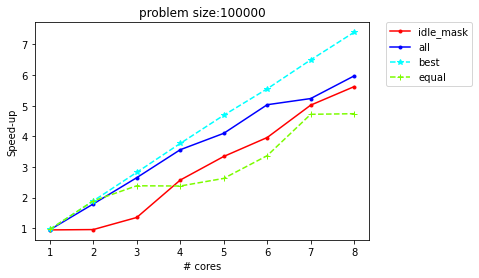 problem size:100000
idle_mask
all
best
equal
Speed-up
7
6
5
4
3
2
1
1 2 3 4 5 6 7 8
# cores